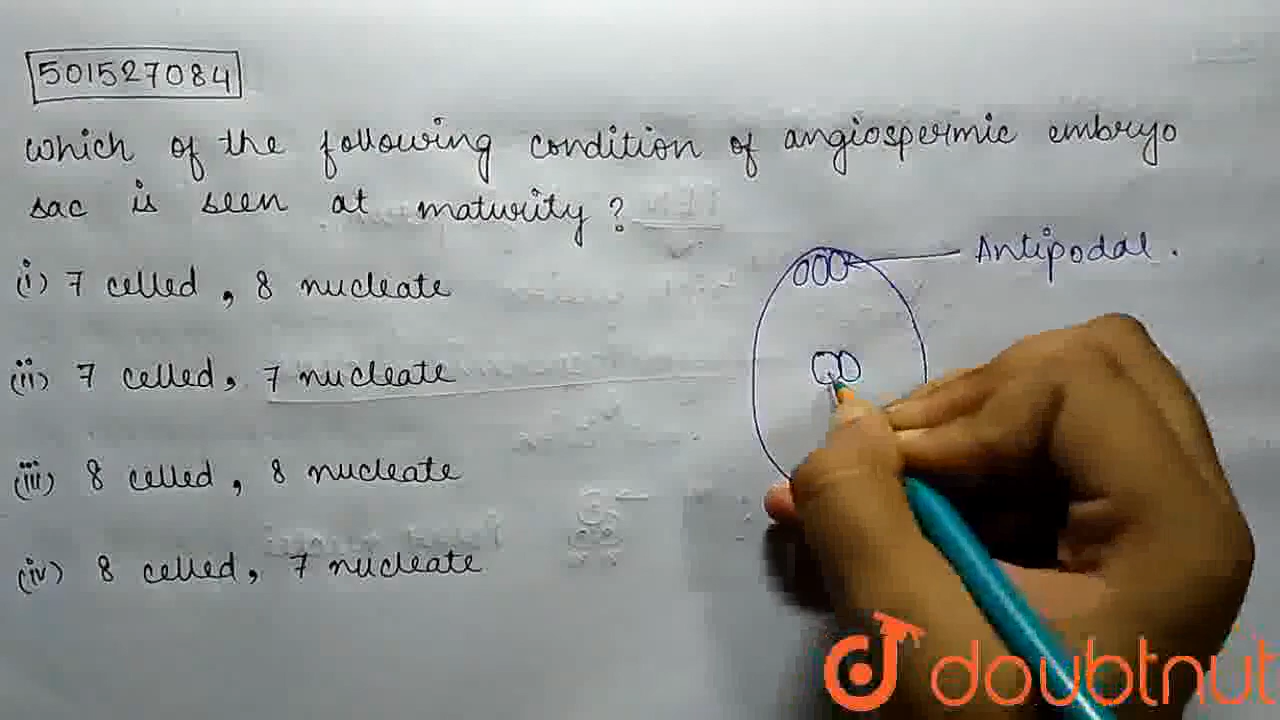 501527084
which of the following condition of angiospermic embryo
sac is seen at maturity?
(i) 7 celled, 8 nucleate
Antipodal.
(ii) 7 celled, 7 nucleate
(iii) 8 celled, 8 nucleate
(iv) 8 celled, 7 nucleate
doubtnut